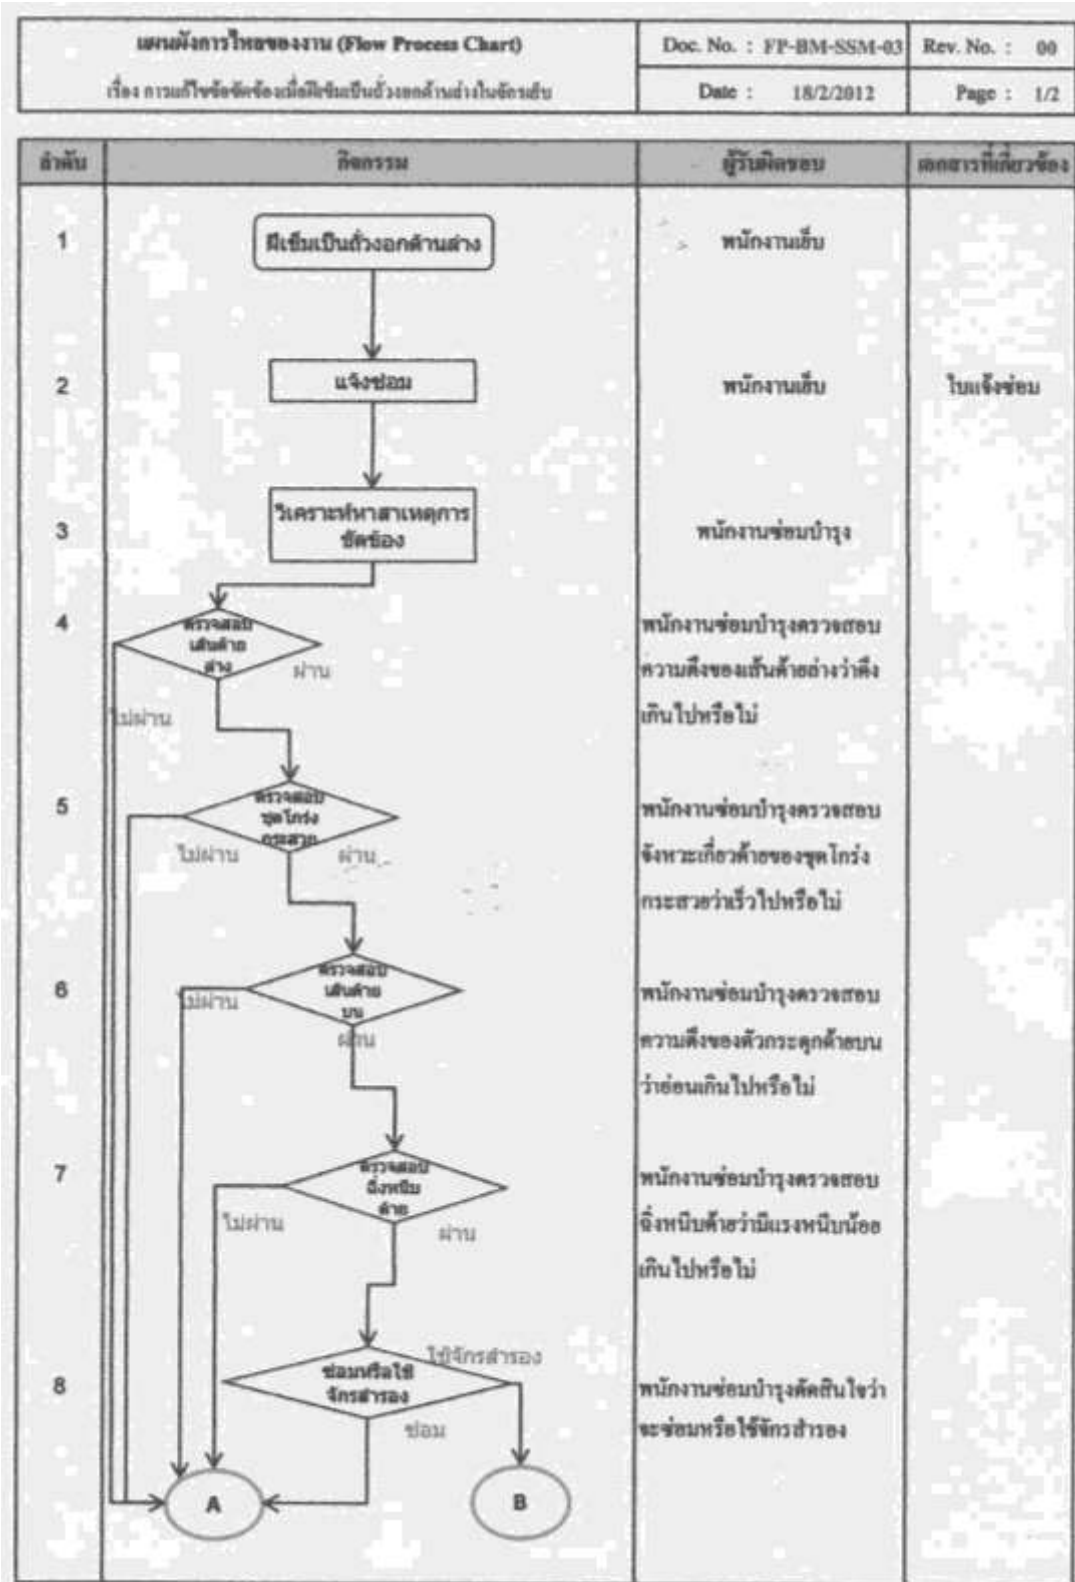 แผนผังการไหลของงาน (Flow Process Chart)
Doc. No. : FP-BM-SSM-03
Rev. No. : 00
เรื่อง การแก้ไขข้อขัดข้องเมื่อฝีเข็มเป็นถั่วงอกด้านล่างในจักรเย็บ
Date : 18/2/2012
Page : 1/2
ลำดับ
กิจกรรม
ผู้รับผิดชอบ
เอกสารที่เกี่ยวข้อง
1
ฝีเข็มเป็นถั่วงอกด้านล่าง
พนักงานเย็บ
2
แจ้งซ่อม
พนักงานเย็บ
ใบแจ้งซ่อม
3
วิเคราะห์หาสาเหตุการ
ขัดข้อง
พนักงานซ่อมบำรุง
4
ตรวจสอบ
เส้นด้าย
ล่าง
ผ่าน
ไม่ผ่าน
พนักงานซ่อมบำรุงตรวจสอบ
ความตึงของเส้นด้ายล่างว่าตึง
เกินไปหรือไม่
5
ตรวจสอบ
ชุดโกร่ง
กระสวย
ไม่ผ่าน
ผ่าน
พนักงานซ่อมบำรุงตรวจสอบ
จังหวะเกี่ยวด้ายของชุดโกร่ง
กระสวยว่าเร็วไปหรือไม่
6
ตรวจสอบ
เส้นด้าย
บน
ไม่ผ่าน
ผ่าน
พนักงานซ่อมบำรุงตรวจสอบ
ความตึงของตัวกระตุกด้ายบน
ว่าอ่อนเกินไปหรือไม่
7
ตรวจสอบ
ฉิ่งหนีบ
ด้าย
ไม่ผ่าน
ผ่าน
พนักงานซ่อมบำรุงตรวจสอบ
ฉิ่งหนีบด้ายว่ามีแรงหนีบน้อย
เกินไปหรือไม่
8
ซ่อมหรือใช้
จักรสำรอง
ใช้จักรสำรอง
ซ่อม
พนักงานซ่อมบำรุงตัดสินใจว่า
จะซ่อมหรือใช้จักรสำรอง
A
B